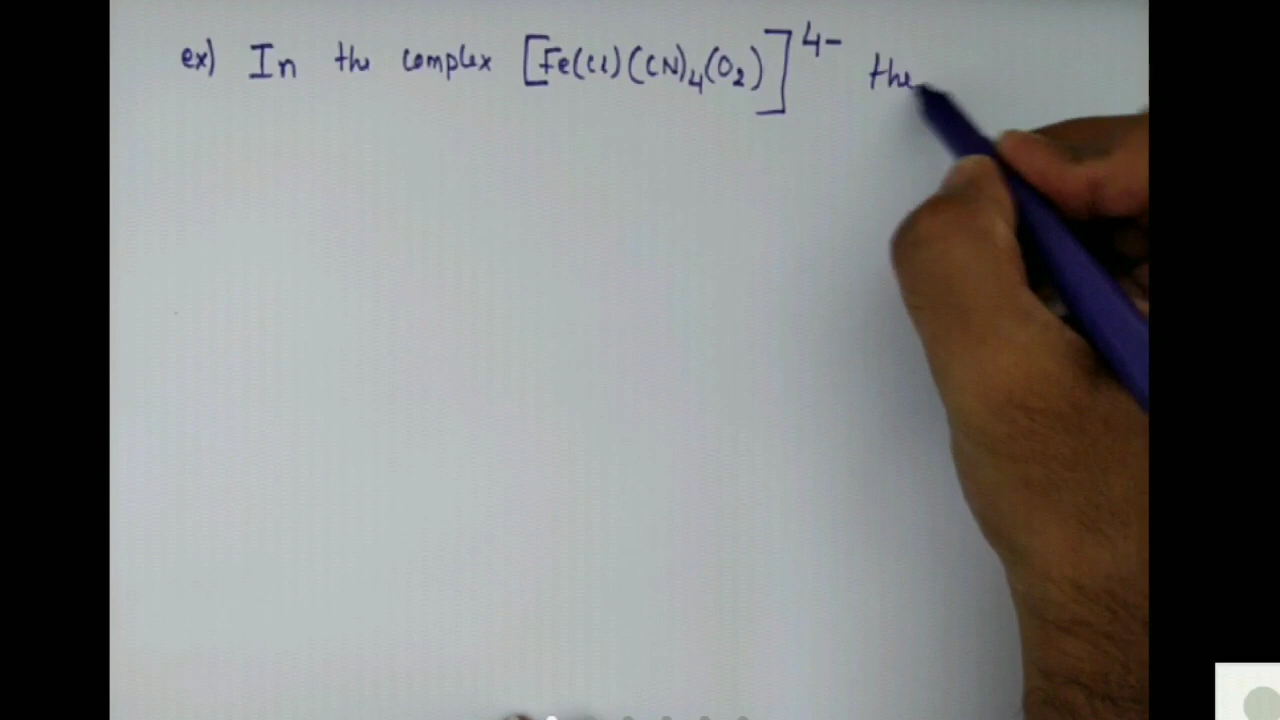 ex) In the complex [Fe(Cl)(CN)₄(O₂)]⁴⁻ the